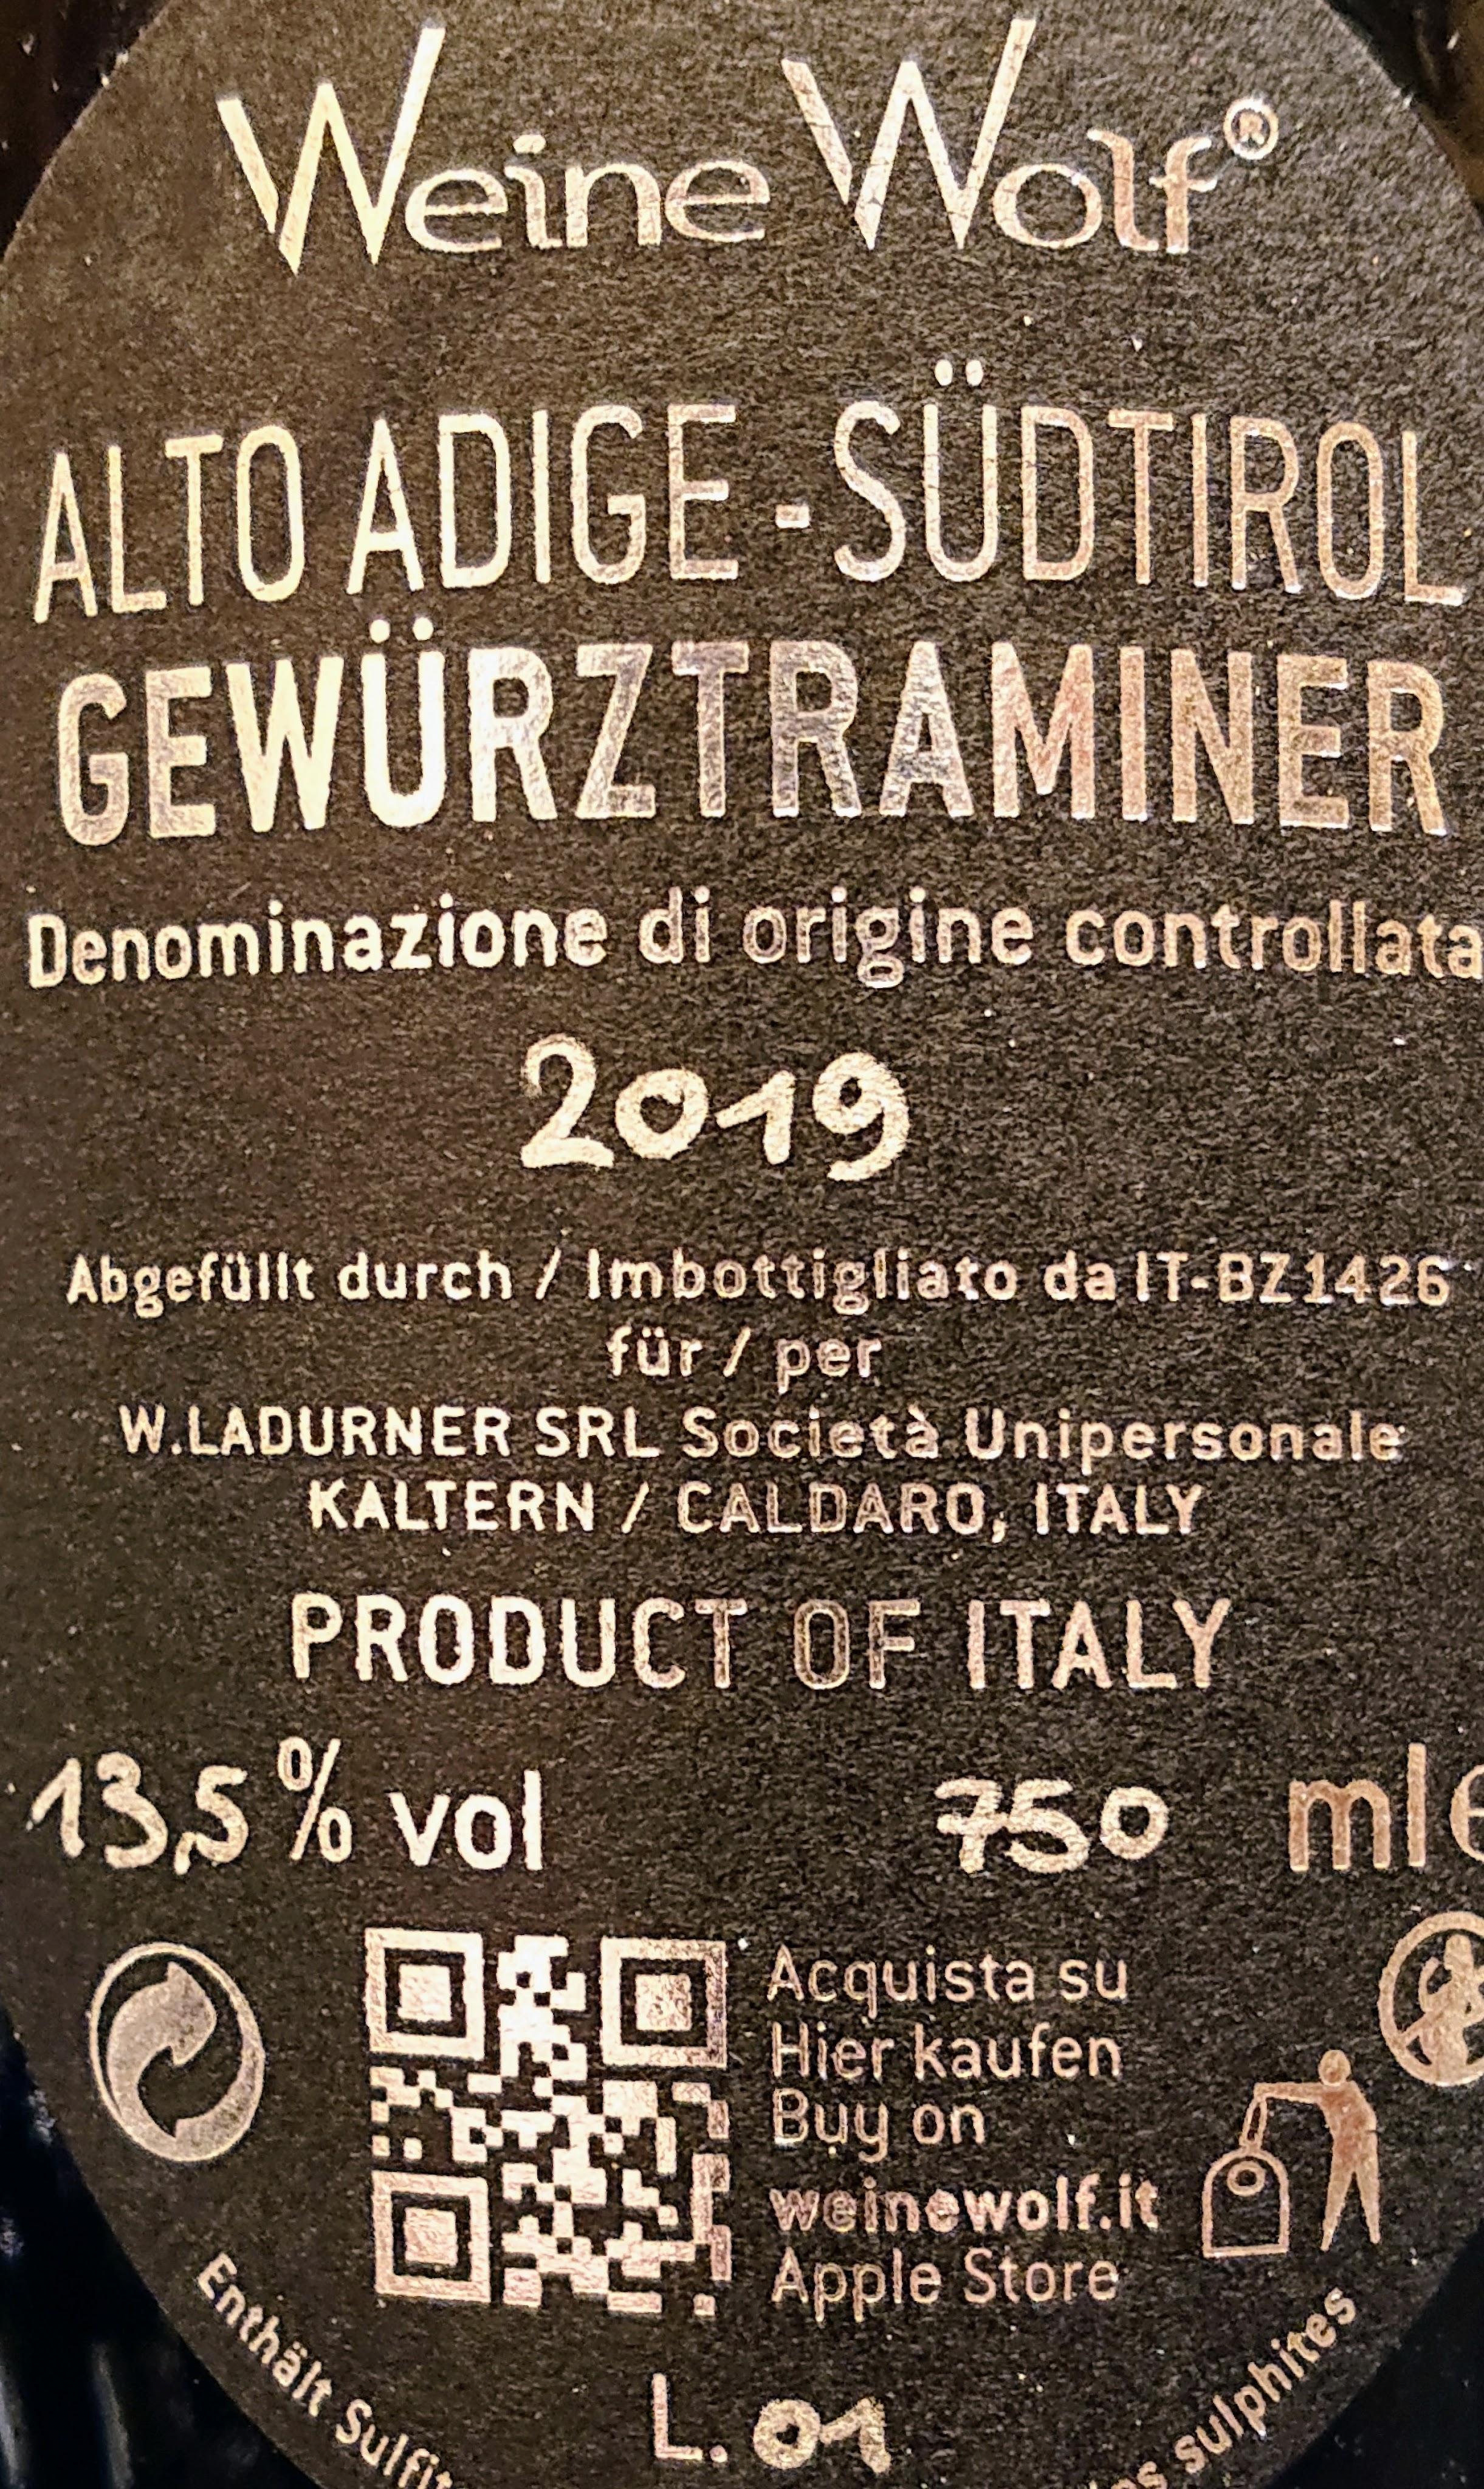 Weine Wolf®
ALTO ADIGE - SÜDTIROL
GEWÜRZTRAMINER
Denominazione di origine controllata
2019
Abgefüllt durch / Imbottigliato da IT-BZ1426
für / per
W.LADURNER SRL Società Unipersonale
KALTERN / CALDARO, ITALY
PRODUCT OF ITALY
13,5 % vol 750 ml
Acquista su
Hier kaufen
Buy on
weinewolf.it
Apple Store
Enthält
sulphites
L. 01